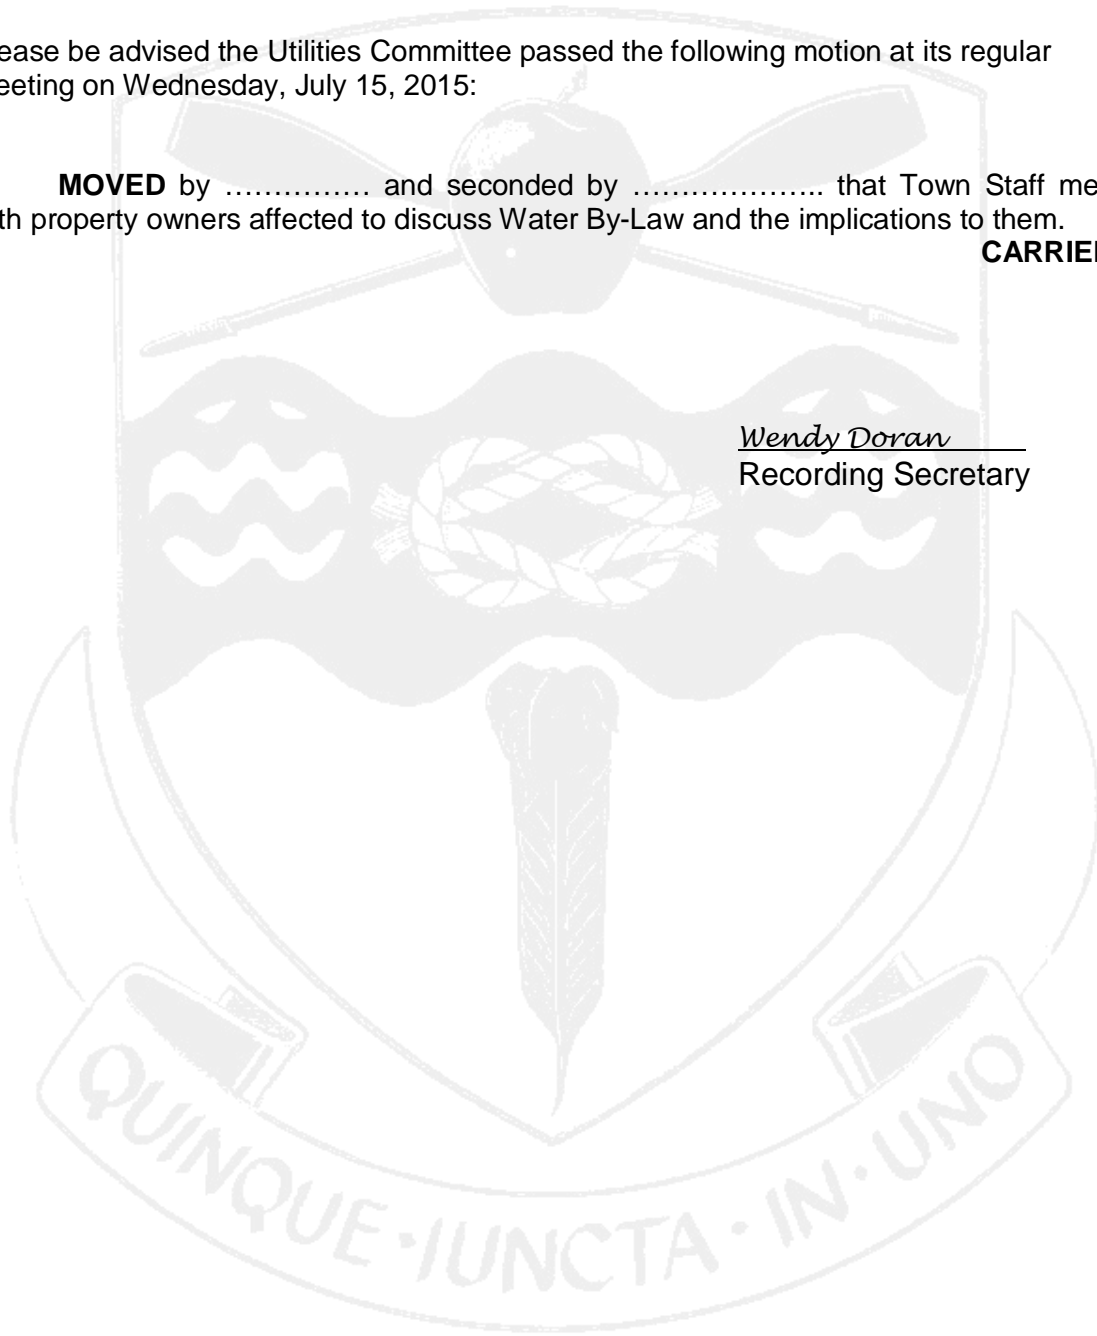 ease be advised the Utilities Committee passed the following motion at its regular
eeting on Wednesday, July 15, 2015:
MOVED by …………… and seconded by ……………….. that Town Staff me
th property owners affected to discuss Water By-Law and the implications to them.
CARRIE
Wendy Doran
Recording Secretary
QUINQUE·IUNCTA·IN·UNO